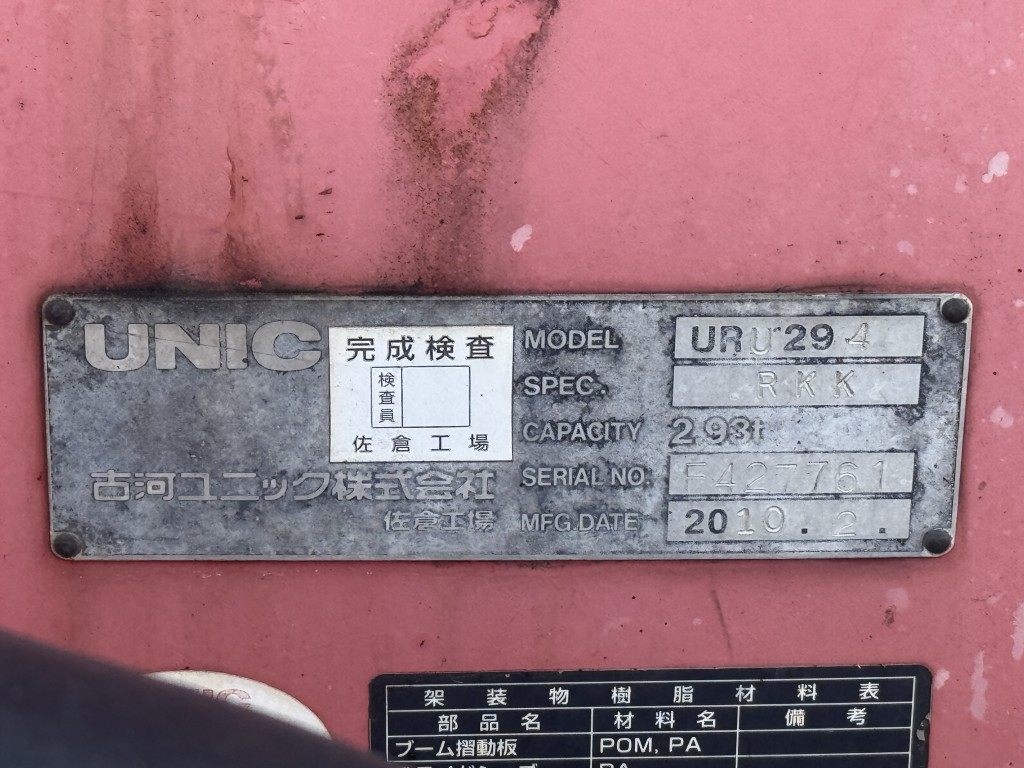 UNIC
完成検査
検査員
佐倉工場
古河ユニック株式会社
佐倉工場
MODEL URU294
SPEC. RKK
CAPACITY 2.93t
SERIAL NO. F427761
MFG.DATE 2010.2.
架装物樹脂材料表
部品名 材料名 備考
ブーム摺動板 POM, PA